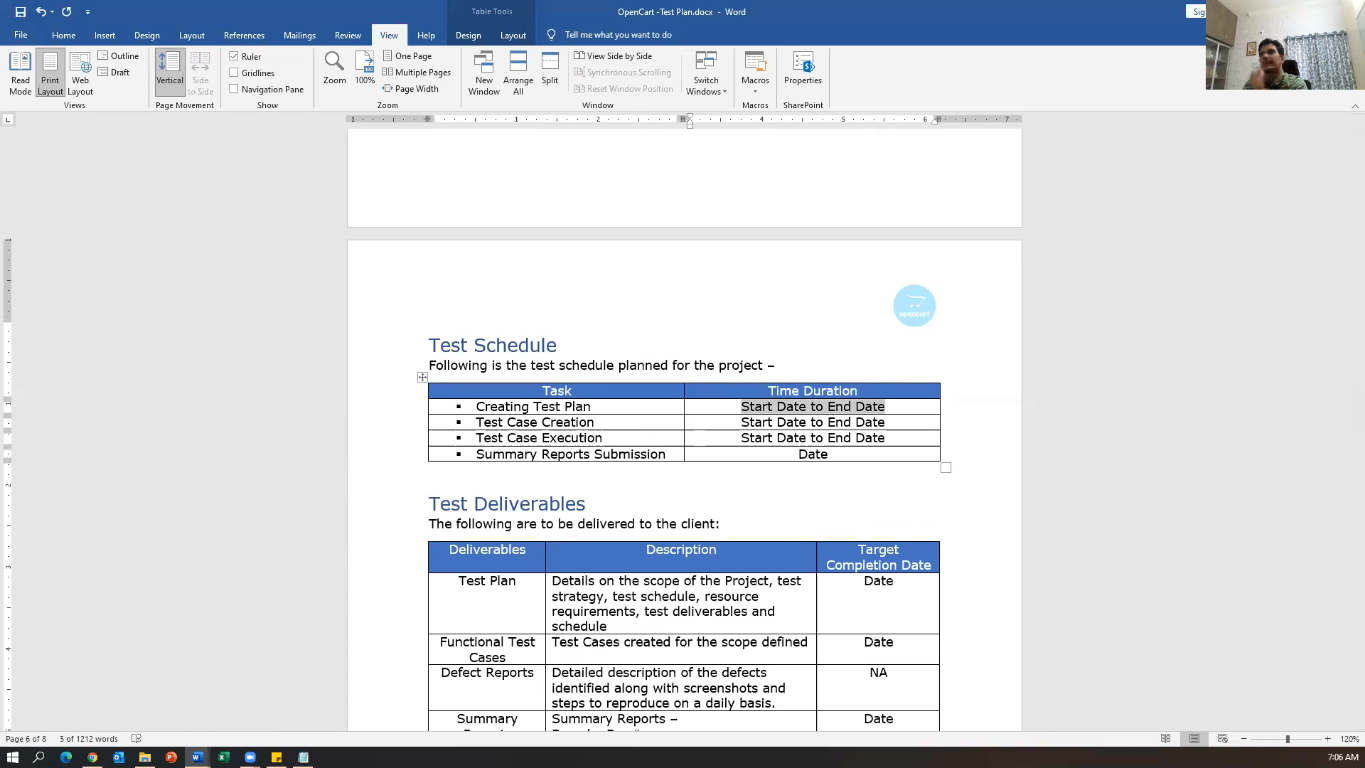 OpenCart -Test Plan.docx - Word
Table Tools
Sig
File
Home
Insert
Design
Layout
References
Mailings
Review
View
Help
Design
Layout
Tell me what you want to do
Read Mode
Print Layout
Web Layout
Outline
Draft
Views
Vertical
Side to Side
Page Movement
Ruler
Gridlines
Navigation Pane
Show
Zoom
100%
One Page
Multiple Pages
Page Width
Zoom
New Window
Arrange All
Split
View Side by Side
Synchronous Scrolling
Reset Window Position
Window
Switch Windows
Macros
Macros
Properties
SharePoint
1 1 2 4 5 6 7
opencart
Test Schedule
Following is the test schedule planned for the project –
Task Time Duration
▪ Creating Test Plan Start Date to End Date
▪ Test Case Creation Start Date to End Date
▪ Test Case Execution Start Date to End Date
▪ Summary Reports Submission Date
Test Deliverables
The following are to be delivered to the client:
Deliverables Description Target
Completion Date
Test Plan Details on the scope of the Project, test Date
strategy, test schedule, resource
requirements, test deliverables and
schedule
Functional Test Test Cases created for the scope defined Date
Cases
Defect Reports Detailed description of the defects NA
identified along with screenshots and
steps to reproduce on a daily basis.
Summary Summary Reports – Date
Page 6 of 8 5 of 1212 words
120%
7:06 AM